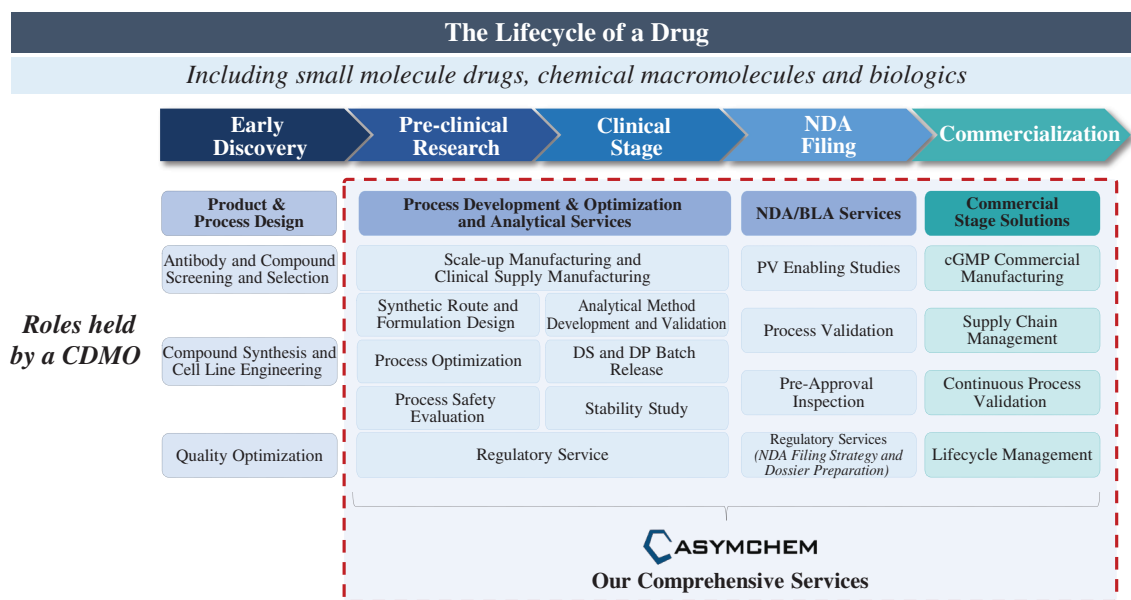 The Lifecycle of a Drug
Including small molecule drugs, chemical macromolecules and biologics
Early
Discovery
Pre-clinical
Research
Clinical
Stage
NDA
Filing
Commercialization
Roles held
by a CDMO
Product &
Process Design
Antibody and Compound
Screening and Selection
Compound Synthesis and
Cell Line Engineering
Quality Optimization
Process Development & Optimization
and Analytical Services
Scale-up Manufacturing and
Clinical Supply Manufacturing
Synthetic Route and
Formulation Design
Analytical Method
Development and Validation
Process Optimization
DS and DP Batch
Release
Process Safety
Evaluation
Stability Study
Regulatory Service
NDA/BLA Services
PV Enabling Studies
Process Validation
Pre-Approval
Inspection
Regulatory Services
(NDA Filing Strategy and
Dossier Preparation)
Commercial
Stage Solutions
cGMP Commercial
Manufacturing
Supply Chain
Management
Continuous Process
Validation
Lifecycle Management
ASYMCHEM
Our Comprehensive Services